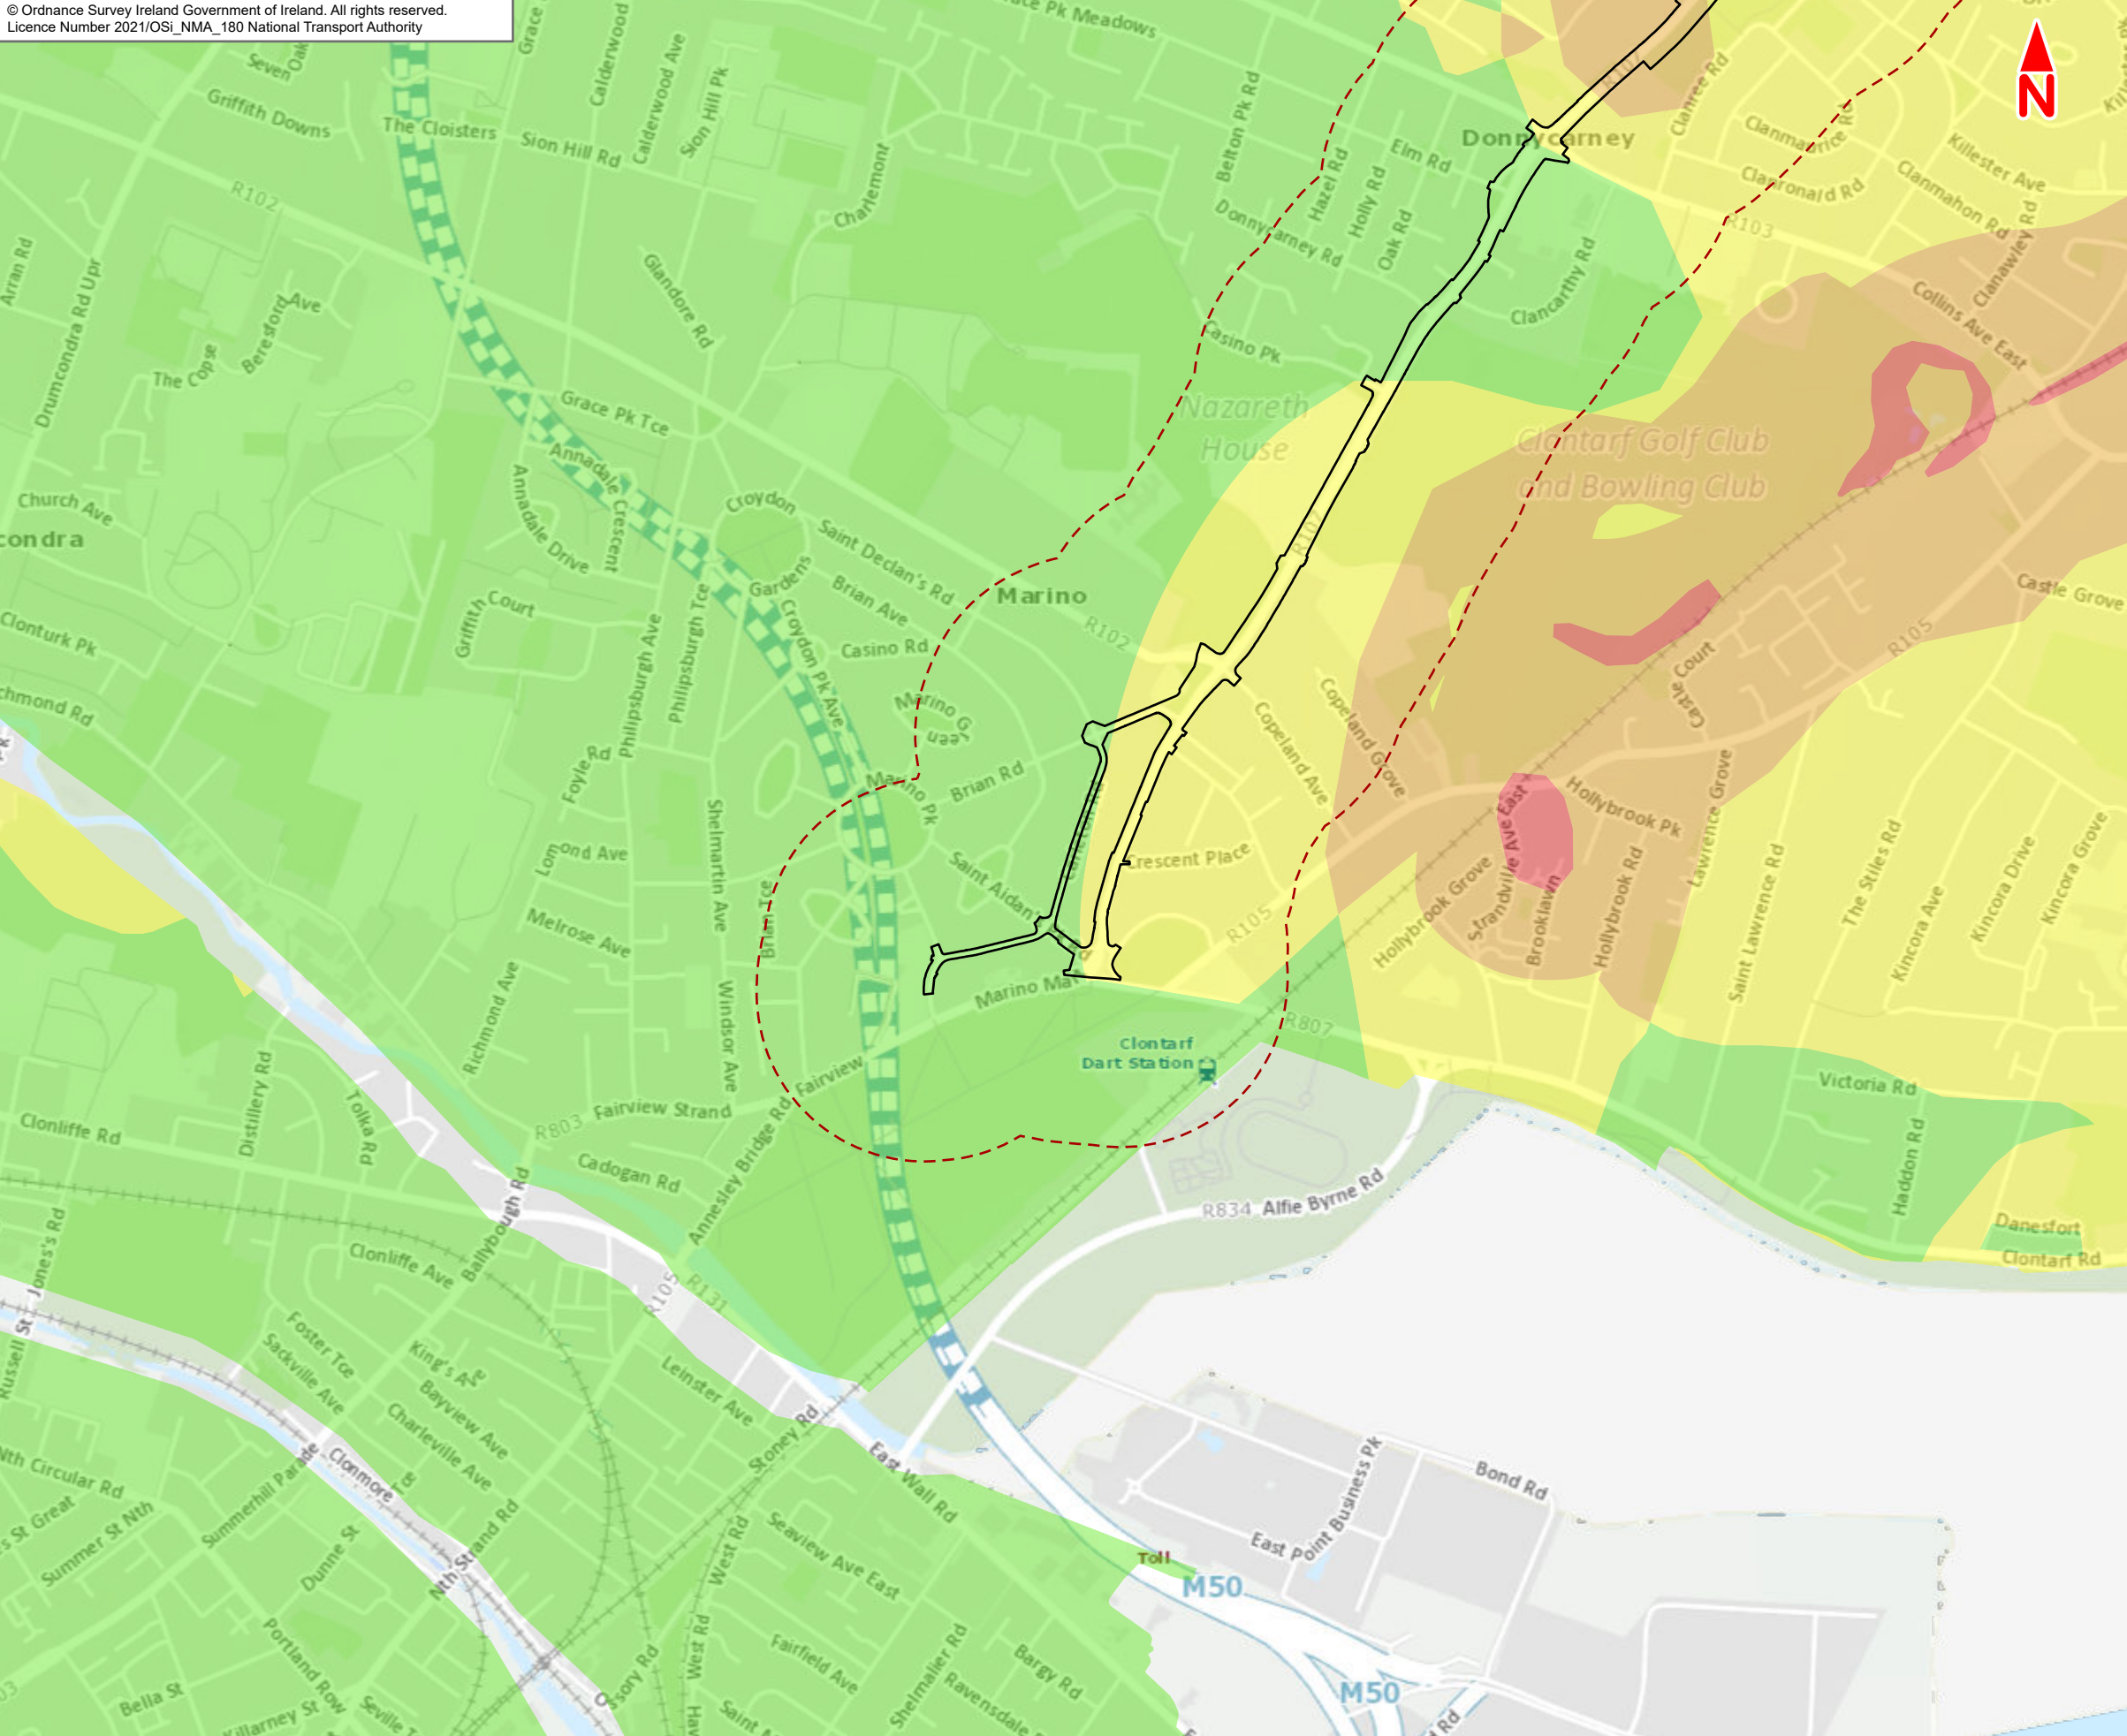 © Ordnance Survey Ireland Government of Ireland. All rights reserved.
Licence Number 2021/OSi_NMA_180 National Transport Authority
N
Pk Meadows
Seven
Griffith Downs
The Cloisters
Sion Hill Rd
Calderwood
Calderwood Ave
Sion Hill Pk
Charlemont
Belton Pk Rd
Hazel Rd
Holly Rd
Elm Rd
Oak Rd
Donnycarney Rd
Donnycarney
Clanree Rd
Clanmaurice Rd
Clanronald Rd
Clanmahon Rd
Killester Ave
Clanawley Rd
R103
R102
Arran Rd
Drumcondra Rd Upr
Beresford Ave
The Copse
Glandore Rd
Grace Pk Tce
Casino Pk
Clancarthy Rd
Collins Ave East
Nazareth
House
Clontarf Golf Club
and Bowling Club
Church Ave
condra
Annadale Crescent
Annadale Drive
Croydon
Gardens
Saint Declan's Rd
Brian Ave
Croydon Pk Ave
Marino
R102
R107
Castle Grove
R105
Castle Court
Clonturk Pk
Griffith Court
Philipsburgh Ave
Philipsburgh Tce
Casino Rd
Marino Green
Brian Rd
Marino Pk
Copeland Ave
Copeland Grove
chmond Rd
Foyle Rd
Lomond Ave
Shelmartin Ave
Melrose Ave
Saint Aidan's
Crescent Place
Hollybrook Pk
Hollybrook Grove
Strandville Ave East
Brooklawn
Hollybrook Rd
Lawrence Grove
Saint Lawrence Rd
The Stiles Rd
Kincora Ave
Kincora Drive
Kincora Grove
R105
Richmond Ave
Windsor Ave
Marino Ma
R807
Clontarf
Dart Station
Fairview
Fairview Strand
R803
Annesley Bridge Rd
Cadogan Rd
Distillery Rd
Tolka Rd
Clonliffe Rd
Victoria Rd
Haddon Rd
Danesfort
Clontarf Rd
R834 Alfie Byrne Rd
Jones's Rd
Russell St
Clonliffe Ave
Ballybough Rd
R105
R131
Foster Tce
Sackville Ave
King's Ave
Bayview Ave
Charleville Ave
Leinster Ave
Stoney Rd
East Wall Rd
Nth Circular Rd
Summerhill Parade
Clonmore Tce
Summer St Nth
Dunne St
Nth Strand Rd
West Rd
Seaview Ave East
Bond Rd
East Point Business Pk
Toll
M50
M50
Portland Row
Ossory Rd
West Rd
Fairfield Ave
Shelmalier Rd
Bargy Rd
Ravensdale
Bella St
Killarney St
Seville T
Saint
Rd